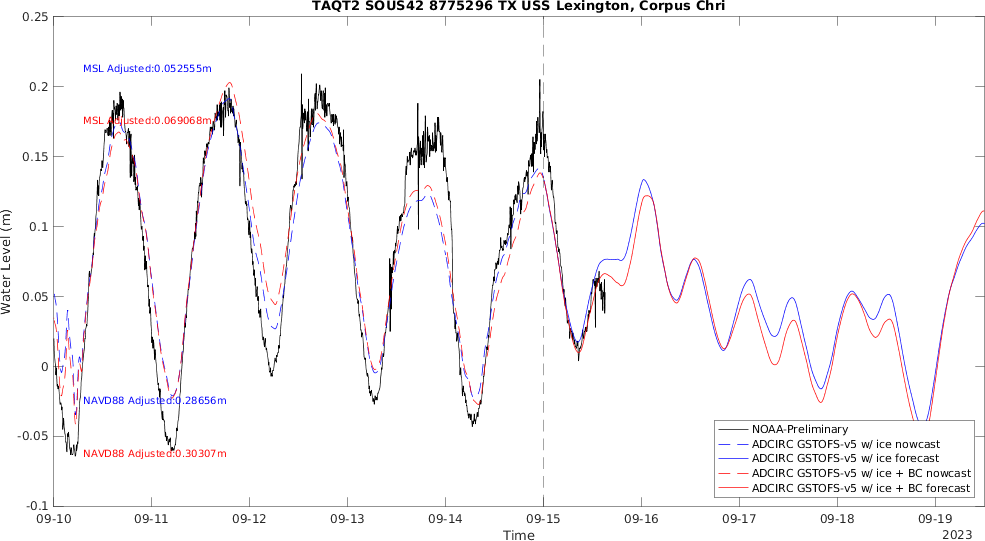 TAQT2 SOUS42 8775296 TX USS Lexington, Corpus Chri
0.25
0.2
0.15
0.1
0.05
0
-0.05
-0.1
Water Level (m)
MSL Adjusted:0.052555m
MSL Adjusted:0.069068m
NAVD88 Adjusted:0.28656m
NAVD88 Adjusted:0.30307m
NOAA-Preliminary
ADCIRC GSTOFS-v5 w/ ice nowcast
ADCIRC GSTOFS-v5 w/ ice forecast
ADCIRC GSTOFS-v5 w/ ice + BC nowcast
ADCIRC GSTOFS-v5 w/ ice + BC forecast
09-10 09-11 09-12 09-13 09-14 09-15 09-16 09-17 09-18 09-19
Time
2023